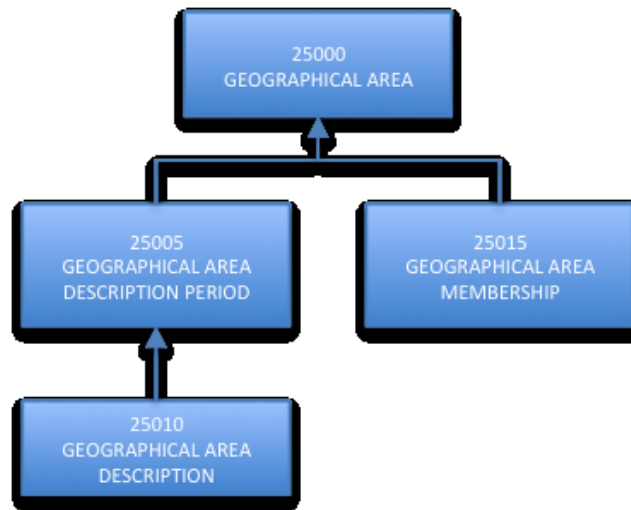 25000
GEOGRAPHICAL AREA
25005
GEOGRAPHICAL AREA
DESCRIPTION PERIOD
25015
GEOGRAPHICAL AREA
MEMBERSHIP
25010
GEOGRAPHICAL AREA
DESCRIPTION